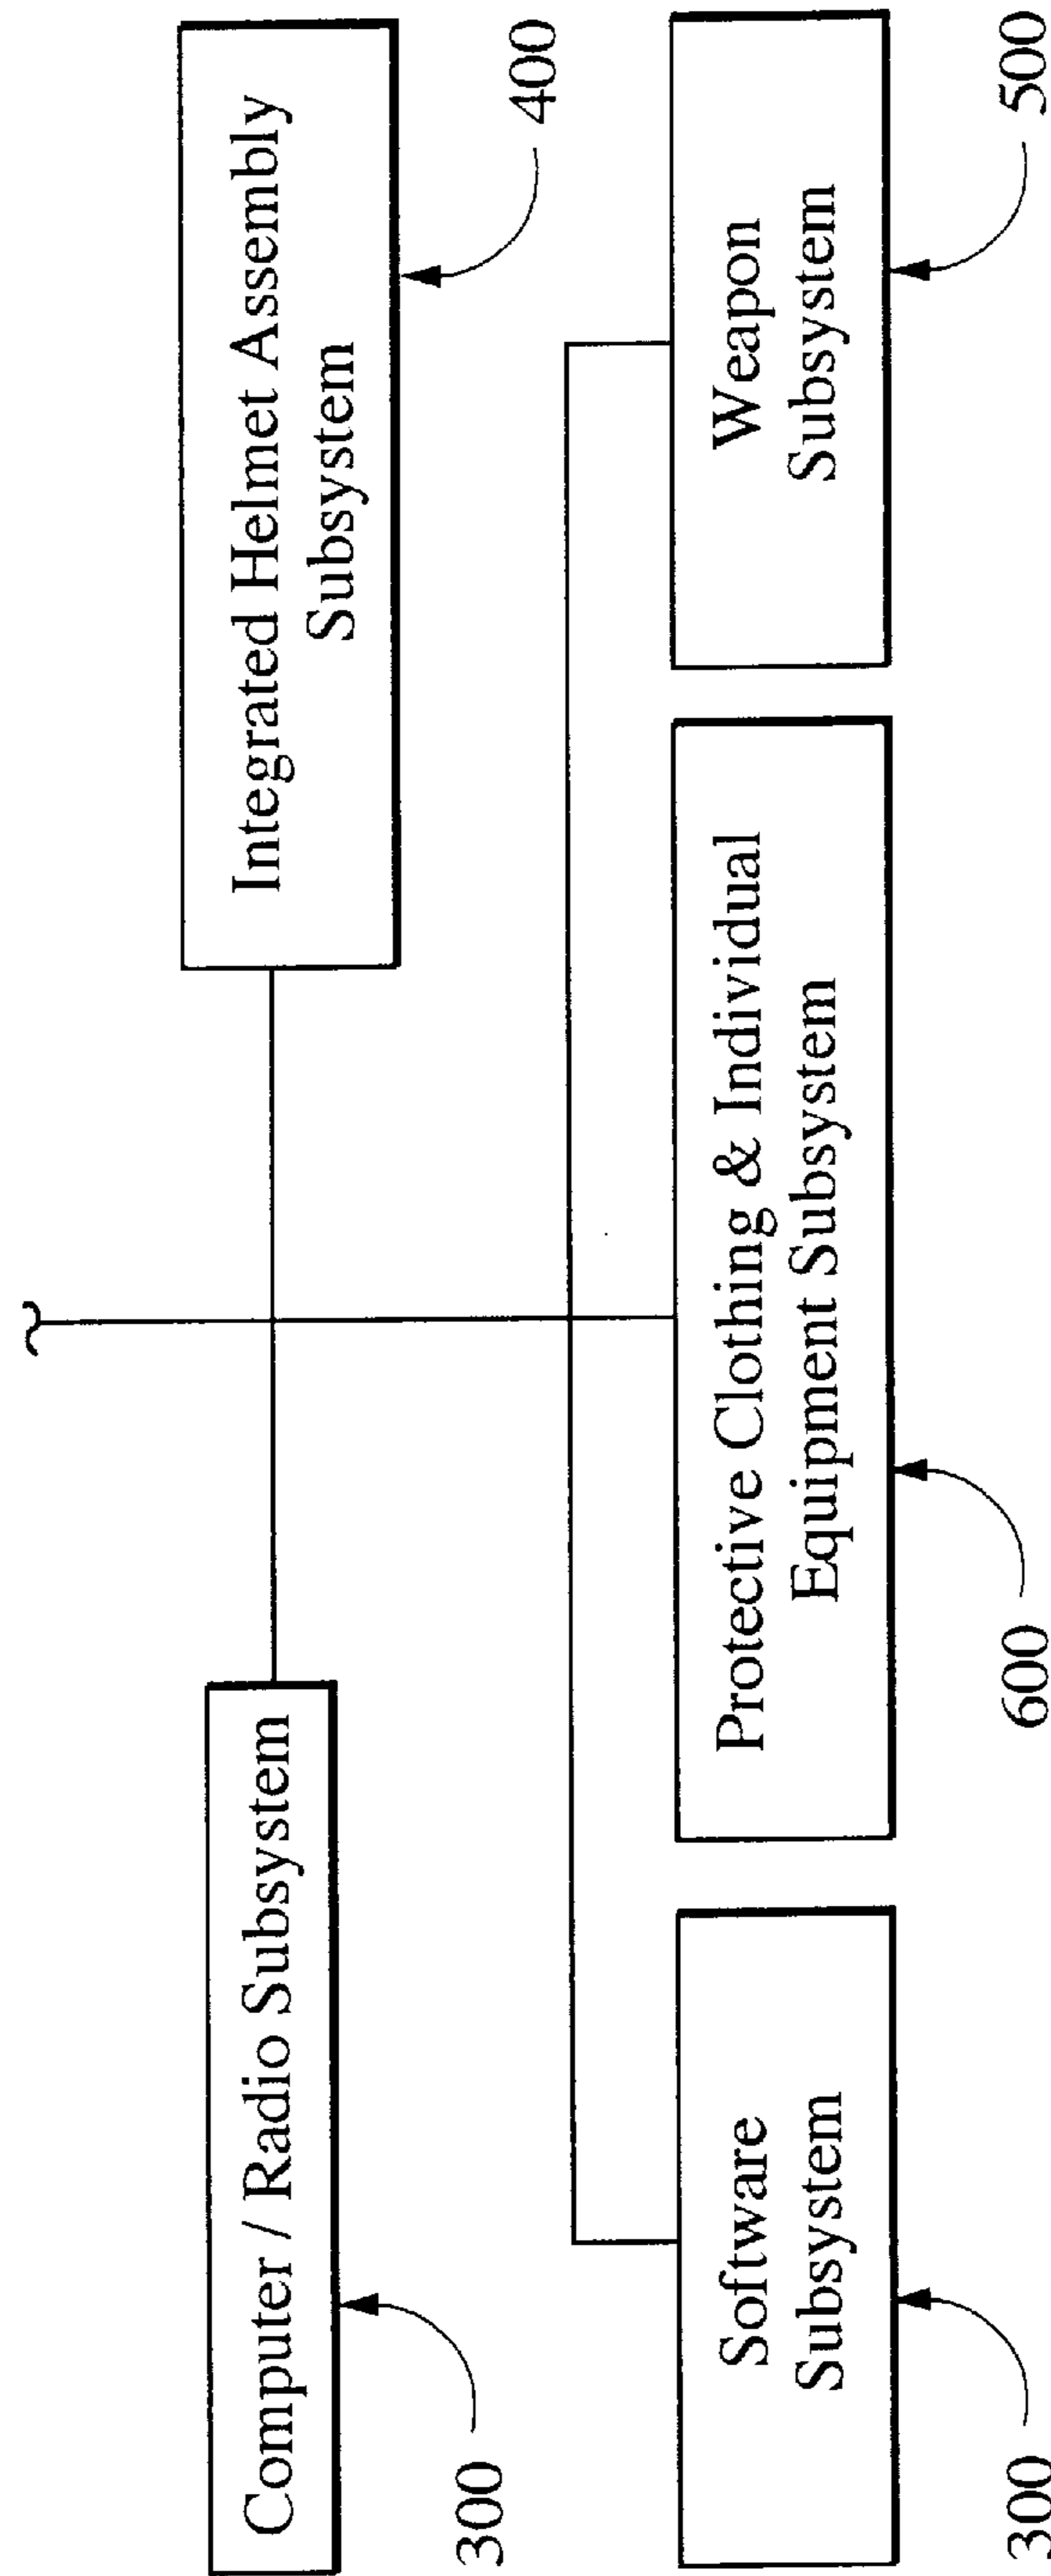 Computer / Radio Subsystem
300
Integrated Helmet Assembly
Subsystem
400
Software
Subsystem
300
Protective Clothing & Individual
Equipment Subsystem
600
Weapon
Subsystem
500